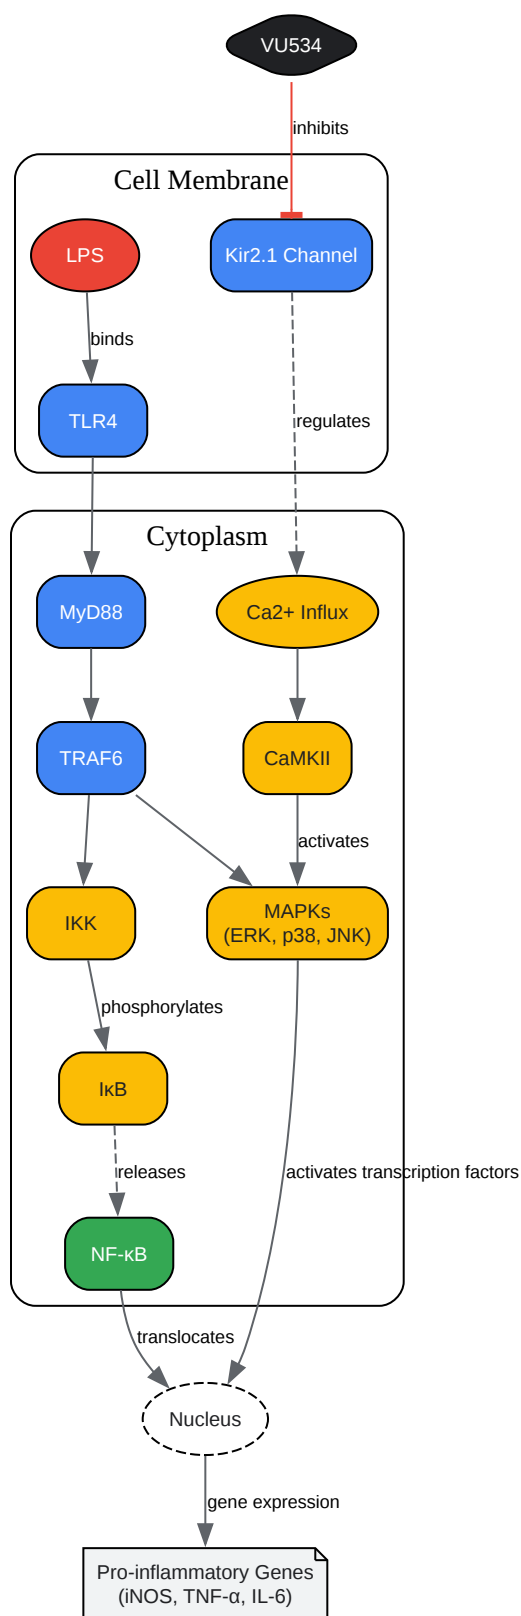 VU534
inhibits
Cell Membrane
LPS
Kir2.1 Channel
binds
TLR4
regulates
Cytoplasm
MyD88
Ca2+ Influx
TRAF6
CaMKII
activates
IKK
MAPKs
(ERK, p38, JNK)
phosphorylates
IκB
releases
activates transcription factors
NF-κB
translocates
Nucleus
gene expression
Pro-inflammatory Genes
(iNOS, TNF-α, IL-6)